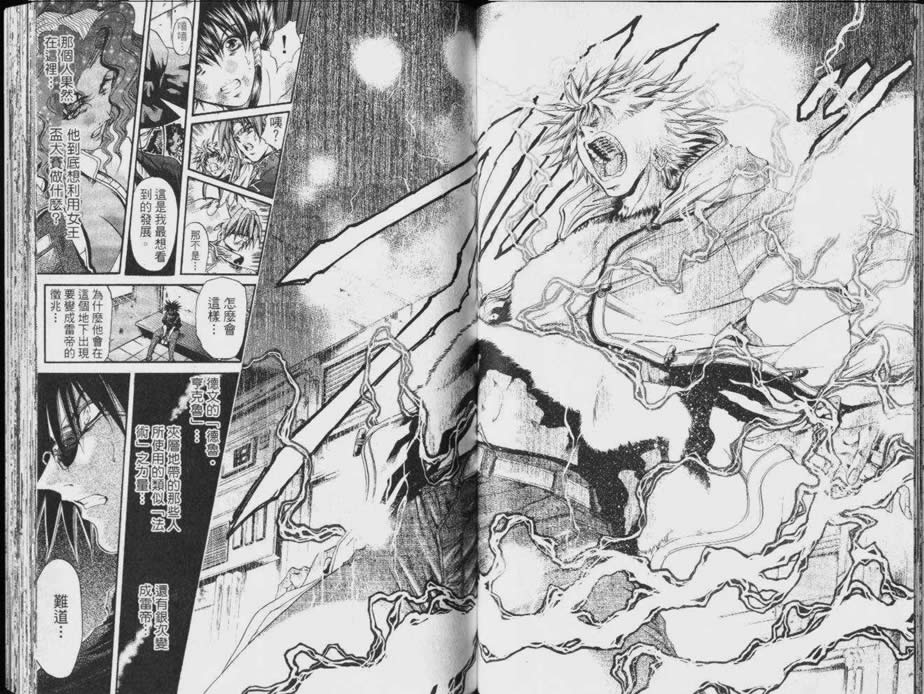 ！
咦？
那不是…
嘻嘻…
這是我最想看
到的發展。
那個人果然
在這裡…
他到底想利用女王
盃大賽做什麼？
怎麼會
這樣…
為什麼他會在
這個地下出現
要變成雷帝的
徵兆…
德文的「德魯‧
亨克魯」…
夾層地帶的那些人
所使用的類似「法
術」之力量…
還有銀次變
成雷帝…
難道…